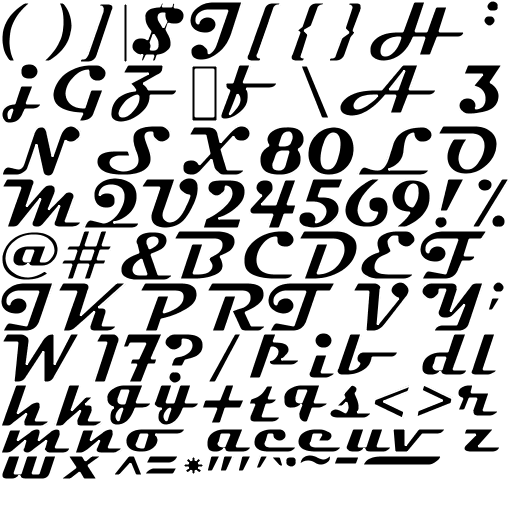 ( ) ] | $ J [ { } H :
j G Z f \ A 3
N S X 8 0 L O
M Q U 2 4 5 6 9 ! %
@ # & B C D E F
I K P R T V Y ;
W 1 7 ? / p i b d l
h k g y + t q s < > r
m n o a c e u v z
w x ^ = * " ' . ~ - _